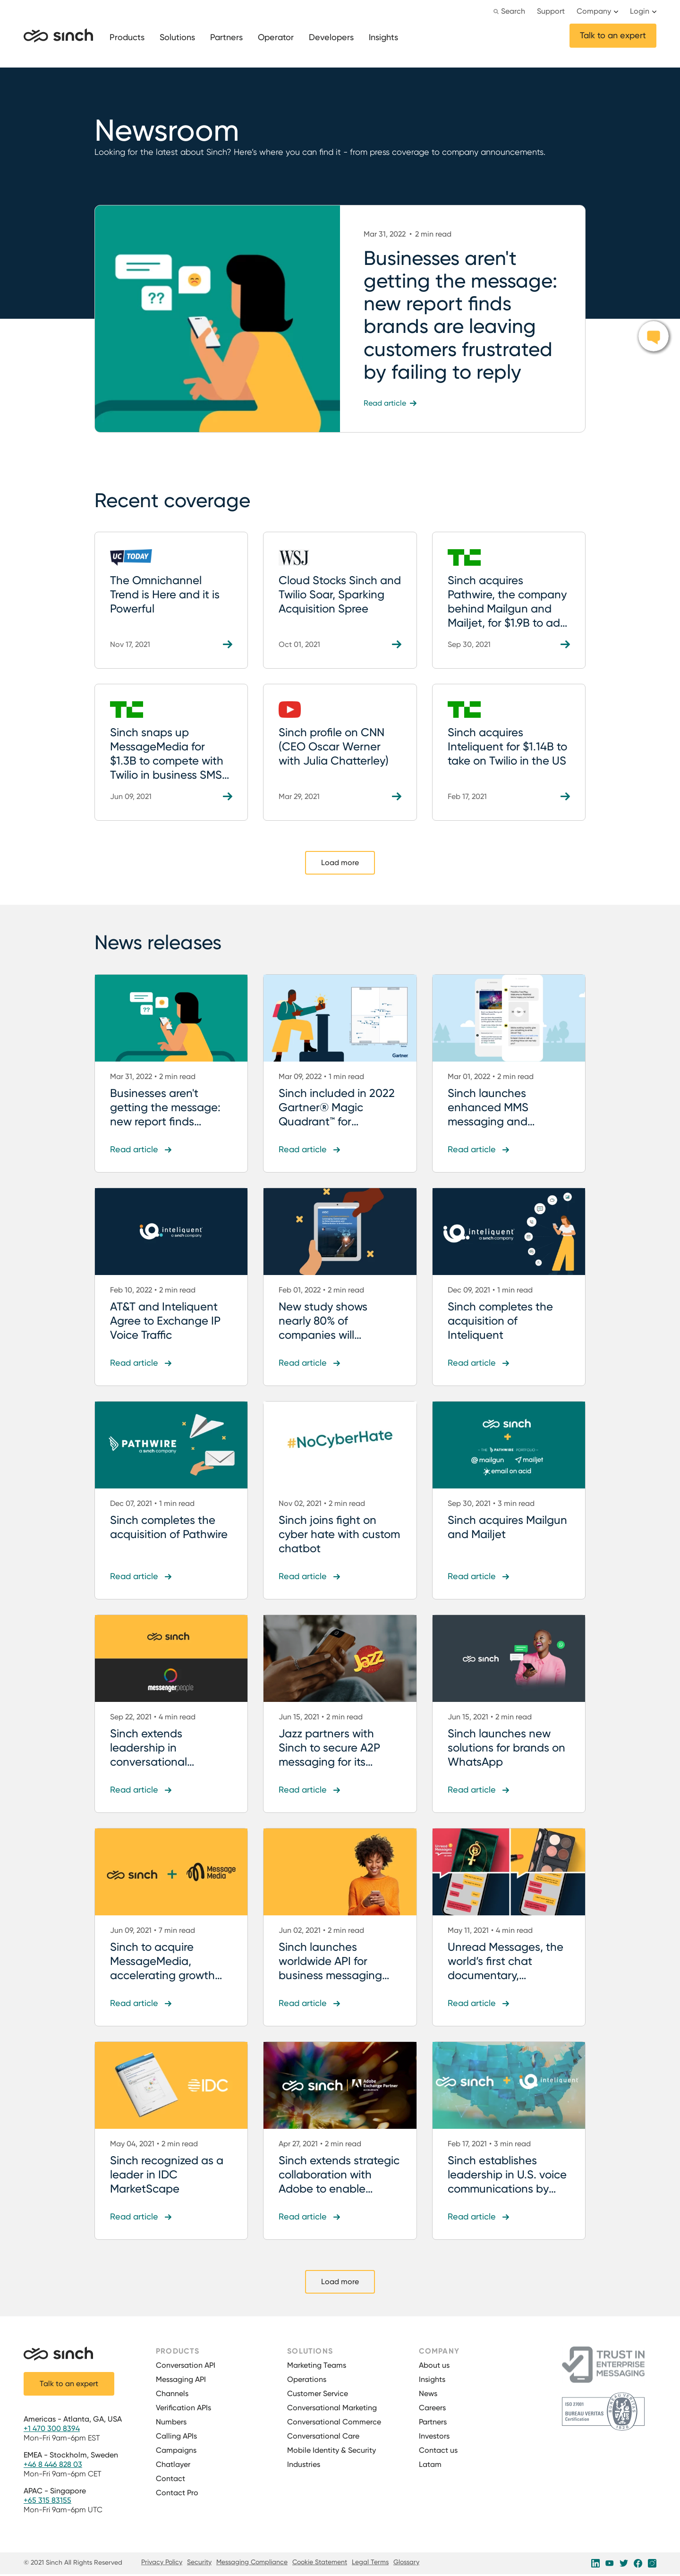 Search
Support
Company
Login
sinch
Products
Solutions
Partners
Operator
Developers
Insights
Talk to an expert
Newsroom
Looking for the latest about Sinch? Here's where you can find it - from press coverage to company announcements.
??
Mar 31, 2022 • 2 min read
Businesses aren't
getting the message:
new report finds
brands are leaving
customers frustrated
by failing to reply
Read article
Recent coverage
UC TODAY
The Omnichannel
Trend is Here and it is
Powerful
Nov 17, 2021
WSJ
Cloud Stocks Sinch and
Twilio Soar, Sparking
Acquisition Spree
Oct 01, 2021
TC
Sinch acquires
Pathwire, the company
behind Mailgun and
Mailjet, for $1.9B to ad...
Sep 30, 2021
TC
Sinch snaps up
MessageMedia for
$1.3B to compete with
Twilio in business SMS...
Jun 09, 2021
Sinch profile on CNN
(CEO Oscar Werner
with Julia Chatterley)
Mar 29, 2021
TC
Sinch acquires
Inteliquent for $1.14B to
take on Twilio in the US
Feb 17, 2021
Load more
News releases
??
Mar 31, 2022 • 2 min read
Businesses aren't
getting the message:
new report finds...
Read article
Gartner
Mar 09, 2022 • 1 min read
Sinch included in 2022
Gartner® Magic
Quadrant™ for...
Read article
Mar 01, 2022 • 2 min read
Sinch launches
enhanced MMS
messaging and...
Read article
inteliquent
a sinch company
Feb 10, 2022 • 2 min read
AT&T and Inteliquent
Agree to Exchange IP
Voice Traffic
Read article
Feb 01, 2022 • 2 min read
New study shows
nearly 80% of
companies will...
Read article
inteliquent
a sinch company
Dec 09, 2021 • 1 min read
Sinch completes the
acquisition of
Inteliquent
Read article
PATHWIRE
a sinch company
Dec 07, 2021 • 1 min read
Sinch completes the
acquisition of Pathwire
Read article
#NoCyberHate
Nov 02, 2021 • 2 min read
Sinch joins fight on
cyber hate with custom
chatbot
Read article
sinch
+
THE PATHWIRE PORTFOLIO
mailgun
mailjet
email on acid
Sep 30, 2021 • 3 min read
Sinch acquires Mailgun
and Mailjet
Read article
sinch
messengerpeople
Sep 22, 2021 • 4 min read
Sinch extends
leadership in
conversational...
Read article
Jazz
Jun 15, 2021 • 2 min read
Jazz partners with
Sinch to secure A2P
messaging for its...
Read article
sinch
Jun 15, 2021 • 2 min read
Sinch launches new
solutions for brands on
WhatsApp
Read article
sinch + Message Media
Jun 09, 2021 • 7 min read
Sinch to acquire
MessageMedia,
accelerating growth...
Read article
Jun 02, 2021 • 2 min read
Sinch launches
worldwide API for
business messaging...
Read article
Unread Messages
May 11, 2021 • 4 min read
Unread Messages, the
world's first chat
documentary,...
Read article
IDC
May 04, 2021 • 2 min read
Sinch recognized as a
leader in IDC
MarketScape
Read article
sinch
Adobe
Exchange Partner
Apr 27, 2021 • 2 min read
Sinch extends strategic
collaboration with
Adobe to enable...
Read article
sinch + inteliquent
Feb 17, 2021 • 3 min read
Sinch establishes
leadership in U.S. voice
communications by...
Read article
Load more
sinch
Talk to an expert
Americas - Atlanta, GA, USA
+1 470 300 8394
Mon-Fri 9am-6pm EST
EMEA - Stockholm, Sweden
+46 8 446 828 03
Mon-Fri 9am-6pm CET
APAC - Singapore
+65 315 83155
Mon-Fri 9am-6pm UTC
PRODUCTS
Conversation API
Messaging API
Channels
Verification APIs
Numbers
Calling APIs
Campaigns
Chatlayer
Contact
Contact Pro
SOLUTIONS
Marketing Teams
Operations
Customer Service
Conversational Marketing
Conversational Commerce
Conversational Care
Mobile Identity & Security
Industries
COMPANY
About us
Insights
News
Careers
Partners
Investors
Contact us
Latam
TRUST IN
ENTERPRISE
MESSAGING
ISO 27001
BUREAU VERITAS
Certification
© 2021 Sinch All Rights Reserved
Privacy Policy
Security
Messaging Compliance
Cookie Statement
Legal Terms
Glossary